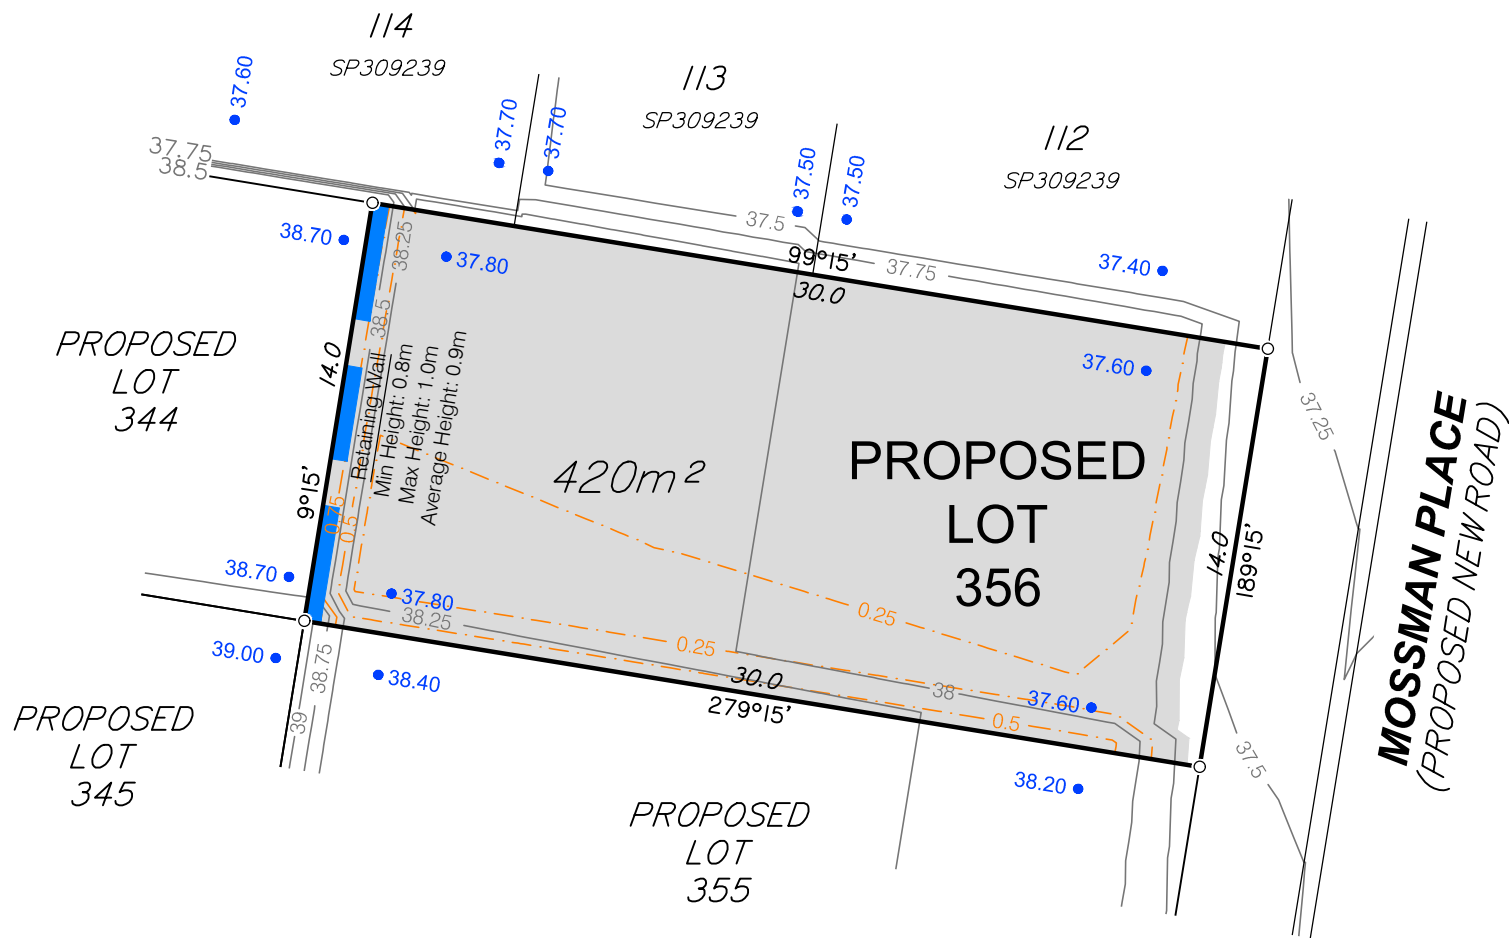 114
SP309239
37.60
37.70
37.70
113
SP309239
37.50
37.50
112
SP309239
37.75
38.5
38.70
38.25
37.80
37.5
99°15'
30.0
37.75
37.40
37.60
38.5
PROPOSED
LOT
344
14.0
9°15'
Retaining Wall
Min Height: 0.8m
Max Height: 1.0m
Average Height: 0.9m
0.75
0.5
420m²
PROPOSED
LOT
356
0.25
14.0
189°15'
37.25
MOSSMAN PLACE
(PROPOSED NEW ROAD)
38.70
37.80
38.25
0.25
39.00
38.75
38.40
39
30.0
279°15'
38
37.60
0.5
38.20
37.5
PROPOSED
LOT
345
PROPOSED
LOT
355